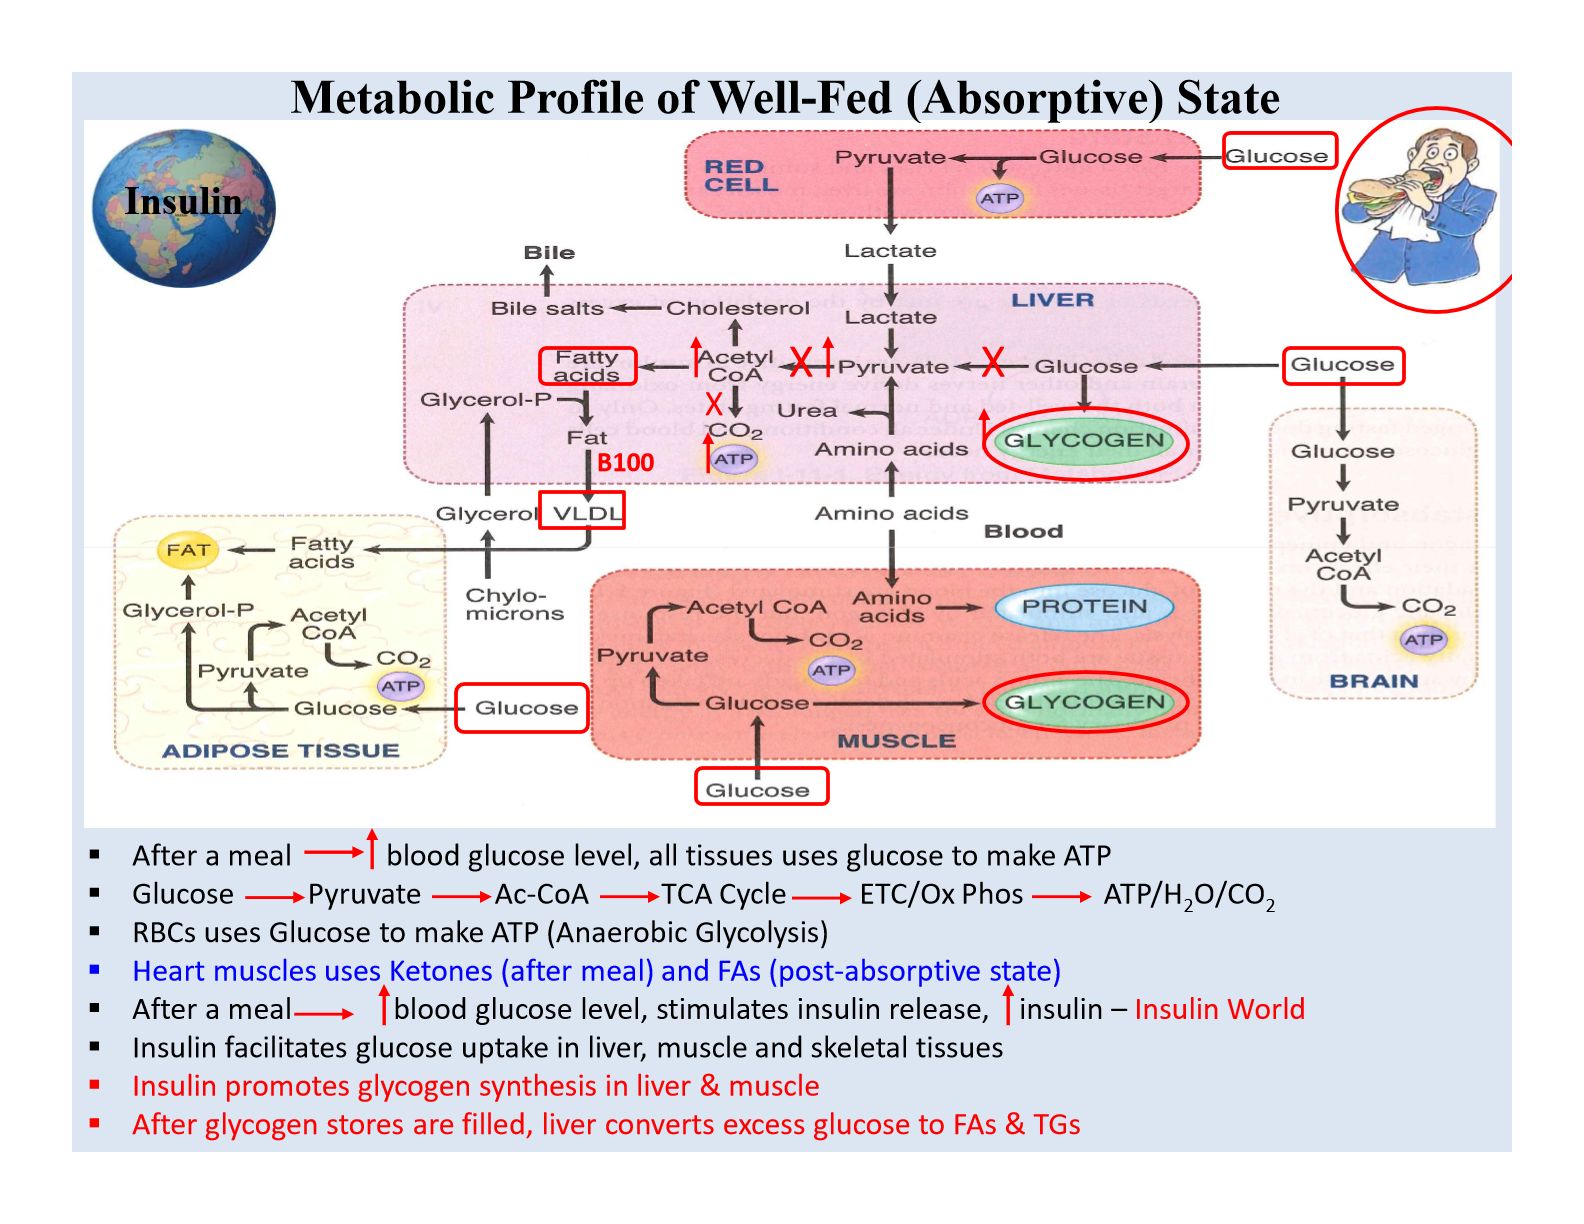 Metabolic Profile of Well-Fed (Absorptive) State
Insulin
RED CELL
Pyruvate
Glucose
Glucose
ATP
Lactate
Bile
LIVER
Bile salts
Cholesterol
Lactate
Fatty acids
Acetyl CoA
X
Pyruvate
X
Glucose
Glucose
Glycerol-P
X
Urea
Fat
CO2
Amino acids
GLYCOGEN
B100
ATP
Glucose
Glycerol
VLDL
Amino acids
Blood
Pyruvate
FAT
Fatty acids
Acetyl CoA
Chylo-
microns
Glycerol-P
Acetyl CoA
Acetyl CoA
Amino acids
PROTEIN
CO2
CO2
ATP
Pyruvate
CO2
ATP
Pyruvate
ATP
BRAIN
Glucose
Glucose
Glucose
GLYCOGEN
ADIPOSE TISSUE
MUSCLE
Glucose
▪ After a meal blood glucose level, all tissues uses glucose to make ATP
▪ Glucose Pyruvate Ac-CoA TCA Cycle ETC/Ox Phos ATP/H2O/CO2
▪ RBCs uses Glucose to make ATP (Anaerobic Glycolysis)
▪ Heart muscles uses Ketones (after meal) and FAs (post-absorptive state)
▪ After a meal blood glucose level, stimulates insulin release, insulin – Insulin World
▪ Insulin facilitates glucose uptake in liver, muscle and skeletal tissues
▪ Insulin promotes glycogen synthesis in liver & muscle
▪ After glycogen stores are filled, liver converts excess glucose to FAs & TGs